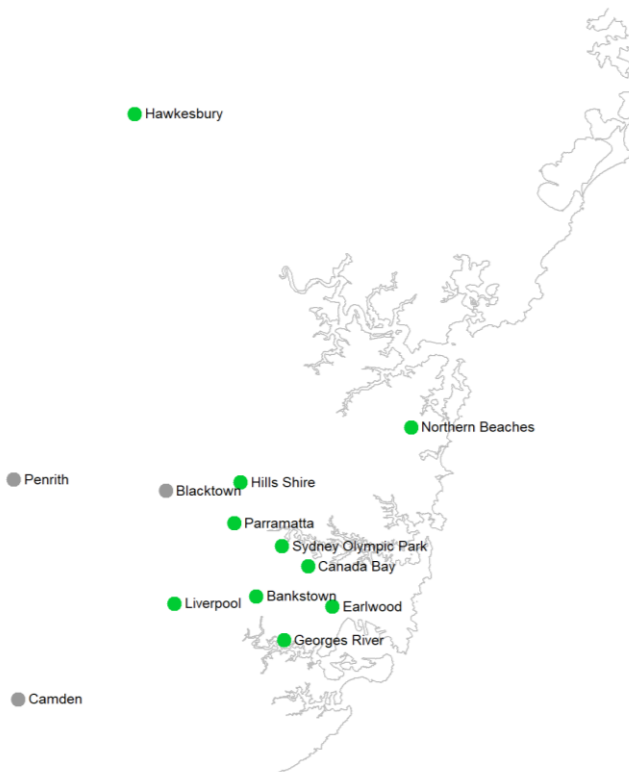 Hawkesbury
Northern Beaches
Penrith
Hills Shire
Blacktown
Parramatta
Sydney Olympic Park
Canada Bay
Bankstown
Liverpool
Earlwood
Georges River
Camden